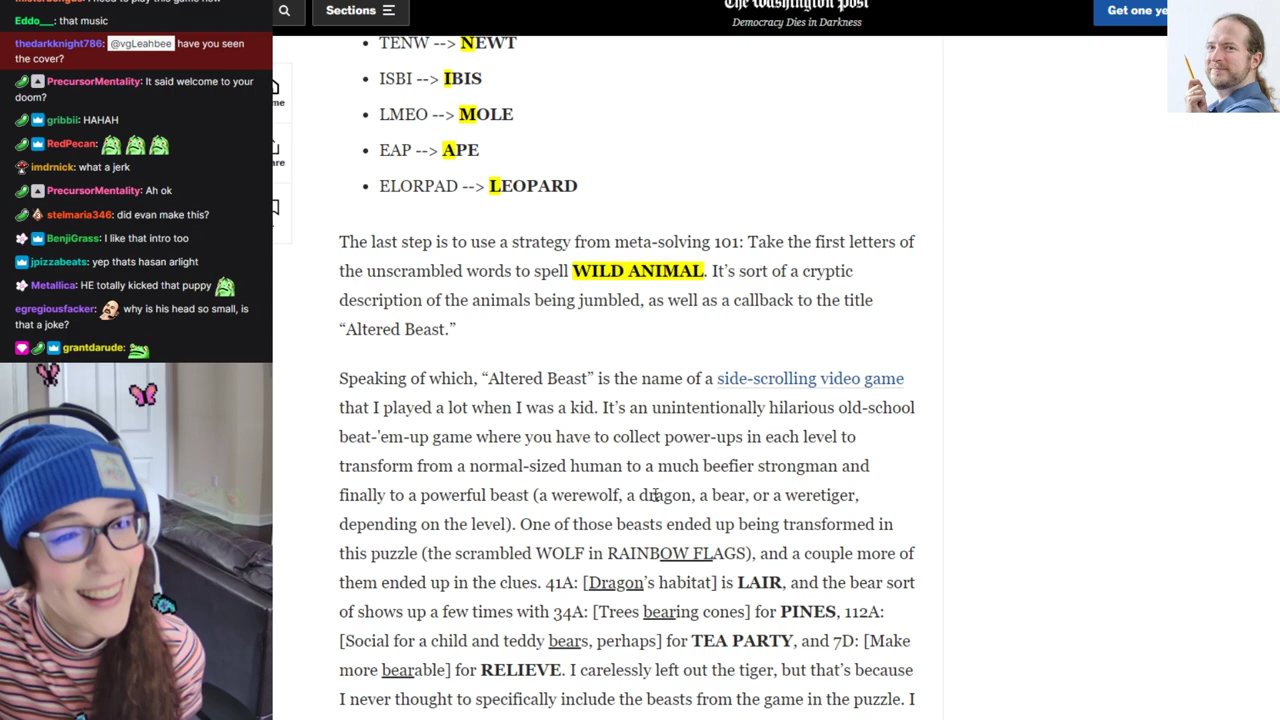 Eddo__: that music
thedarkknight786: @vgLeahbee have you seen
the cover?
PrecursorMentality: It said welcome to your
doom?
gribbii: HAHAH
RedPecan:
imdrnick: what a jerk
PrecursorMentality: Ah ok
stelmaria346: did evan make this?
BenjiGrass: I like that intro too
jpizzabeats: yep thats hasan arlight
Metallica: HE totally kicked that puppy
egregiousfacker: why is his head so small, is
that a joke?
grantdarude:
Sections
The Washington Post
Democracy Dies in Darkness
Get one ye
TENW --> NEWT
ISBI --> IBIS
LMEO --> MOLE
EAP --> APE
ELORPAD --> LEOPARD
The last step is to use a strategy from meta-solving 101: Take the first letters of
the unscrambled words to spell WILD ANIMAL. It’s sort of a cryptic
description of the animals being jumbled, as well as a callback to the title
“Altered Beast.”
Speaking of which, “Altered Beast” is the name of a side-scrolling video game
that I played a lot when I was a kid. It’s an unintentionally hilarious old-school
beat-'em-up game where you have to collect power-ups in each level to
transform from a normal-sized human to a much beefier strongman and
finally to a powerful beast (a werewolf, a dragon, a bear, or a weretiger,
depending on the level). One of those beasts ended up being transformed in
this puzzle (the scrambled WOLF in RAINBOW FLAGS), and a couple more of
them ended up in the clues. 41A: [Dragon’s habitat] is LAIR, and the bear sort
of shows up a few times with 34A: [Trees bearing cones] for PINES, 112A:
[Social for a child and teddy bears, perhaps] for TEA PARTY, and 7D: [Make
more bearable] for RELIEVE. I carelessly left out the tiger, but that’s because
I never thought to specifically include the beasts from the game in the puzzle. I